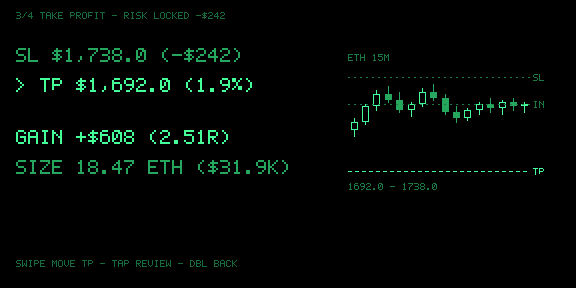 3/4 TAKE PROFIT - RISK LOCKED -$242
SL $1,738.0 (-$242)
> TP $1,692.0 (1.9%)
GAIN +$608 (2.51R)
SIZE 18.47 ETH ($31.9K)
ETH 15M
SL
IN
TP
1692.0 - 1738.0
SWIPE MOVE TP - TAP REVIEW - DBL BACK